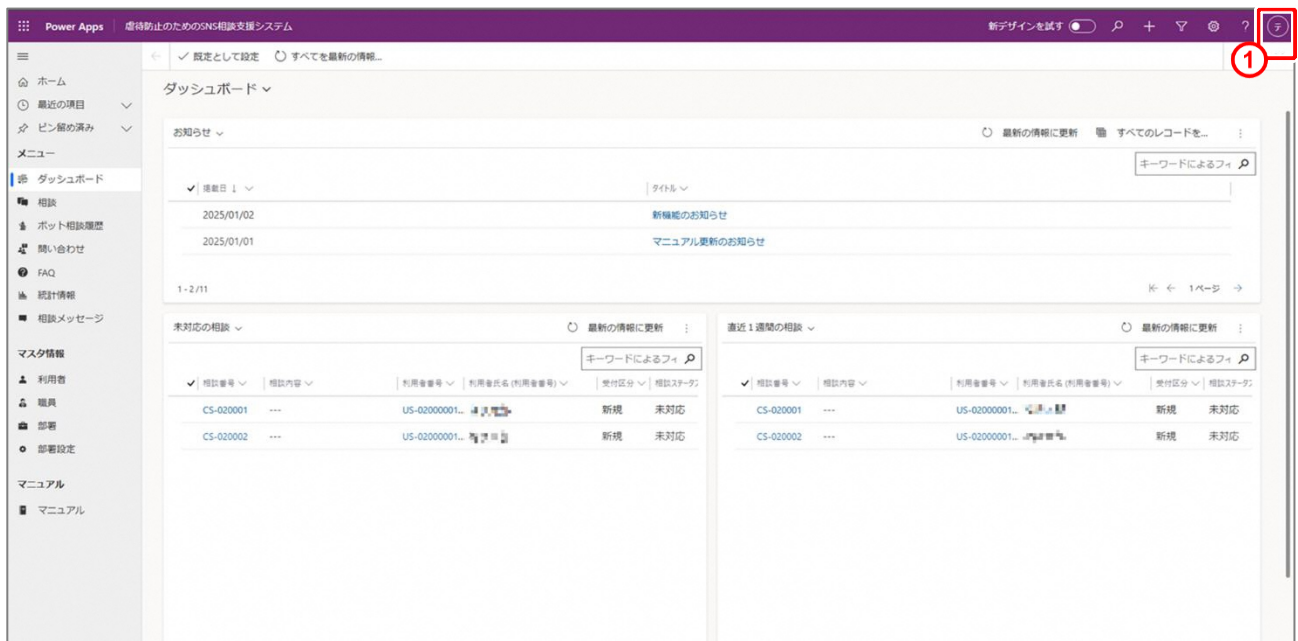 Power Apps 虐待防止のためのSNS相談支援システム 新デザインを試す ? テ
①
既定として設定 すべてを最新の情報...
ホーム
最近の項目
ピン留め済み
メニュー
ダッシュボード
相談
ボット相談履歴
問い合わせ
FAQ
統計情報
相談メッセージ
マスタ情報
利用者
職員
部署
部署設定
マニュアル
マニュアル
ダッシュボード
お知らせ 最新の情報に更新 すべてのレコードを...
キーワードによるフィ
掲載日 ↓ タイトル
2025/01/02 新機能のお知らせ
2025/01/01 マニュアル更新のお知らせ
1 - 2 /11 1ページ
未対応の相談 最新の情報に更新
キーワードによるフィ
相談番号 相談内容 利用者番号 利用者氏名 (利用者番号) 受付区分 相談ステータス
CS-020001 --- US-02000001... 新規 未対応
CS-020002 --- US-02000001... 新規 未対応
直近1週間の相談 最新の情報に更新
キーワードによるフィ
相談番号 相談内容 利用者番号 利用者氏名 (利用者番号) 受付区分 相談ステータス
CS-020001 --- US-02000001... 新規 未対応
CS-020002 --- US-02000001... 新規 未対応